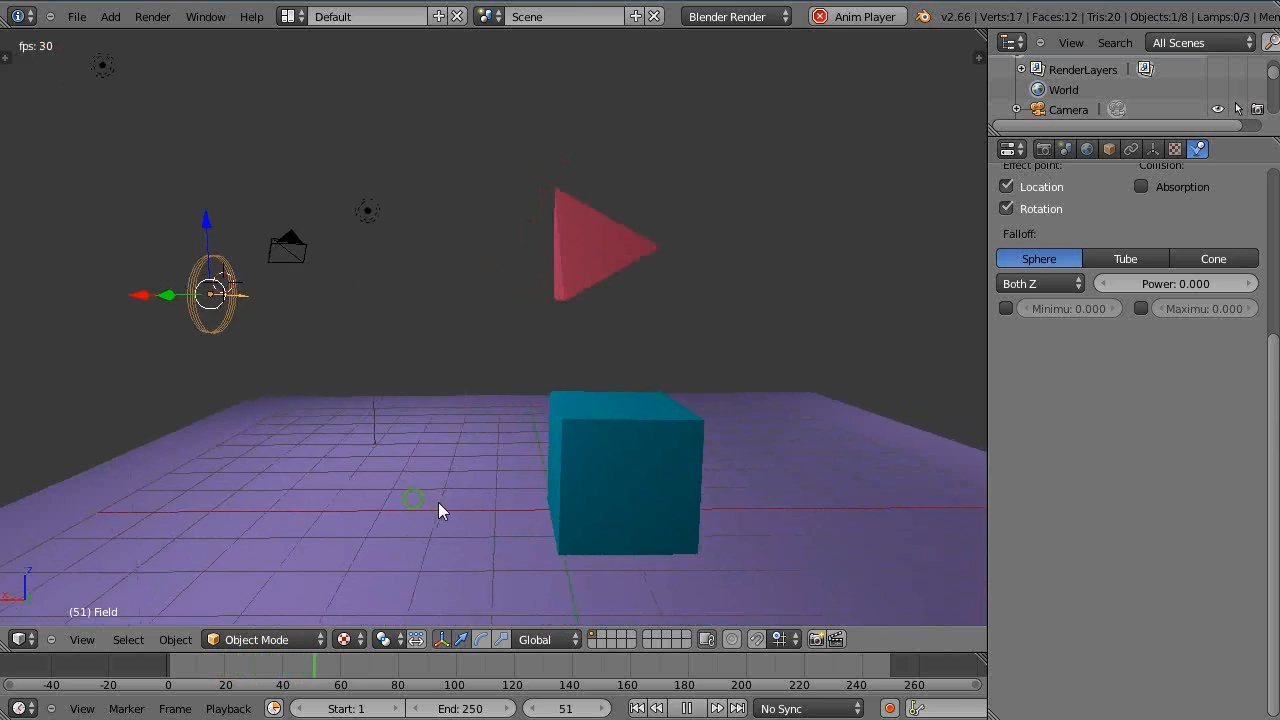 File Add Render Window Help Default Scene Blender Render Anim Player v2.66 | Verts:17 | Faces:12 | Tris:20 | Objects:1/8 | Lamps:0/3 |
fps: 30
View Search All Scenes
RenderLayers
World
Camera
Effect point: Collision:
Location Absorption
Rotation
Falloff:
Sphere Tube Cone
Both Z Power: 0.000
Minimu: 0.000 Maximu: 0.000
z
x
(51) Field
View Select Object Object Mode Global
-40 -20 0 20 40 60 80 100 120 140 160 180 200 220 240 260
View Marker Frame Playback Start: 1 End: 250 51 No Sync